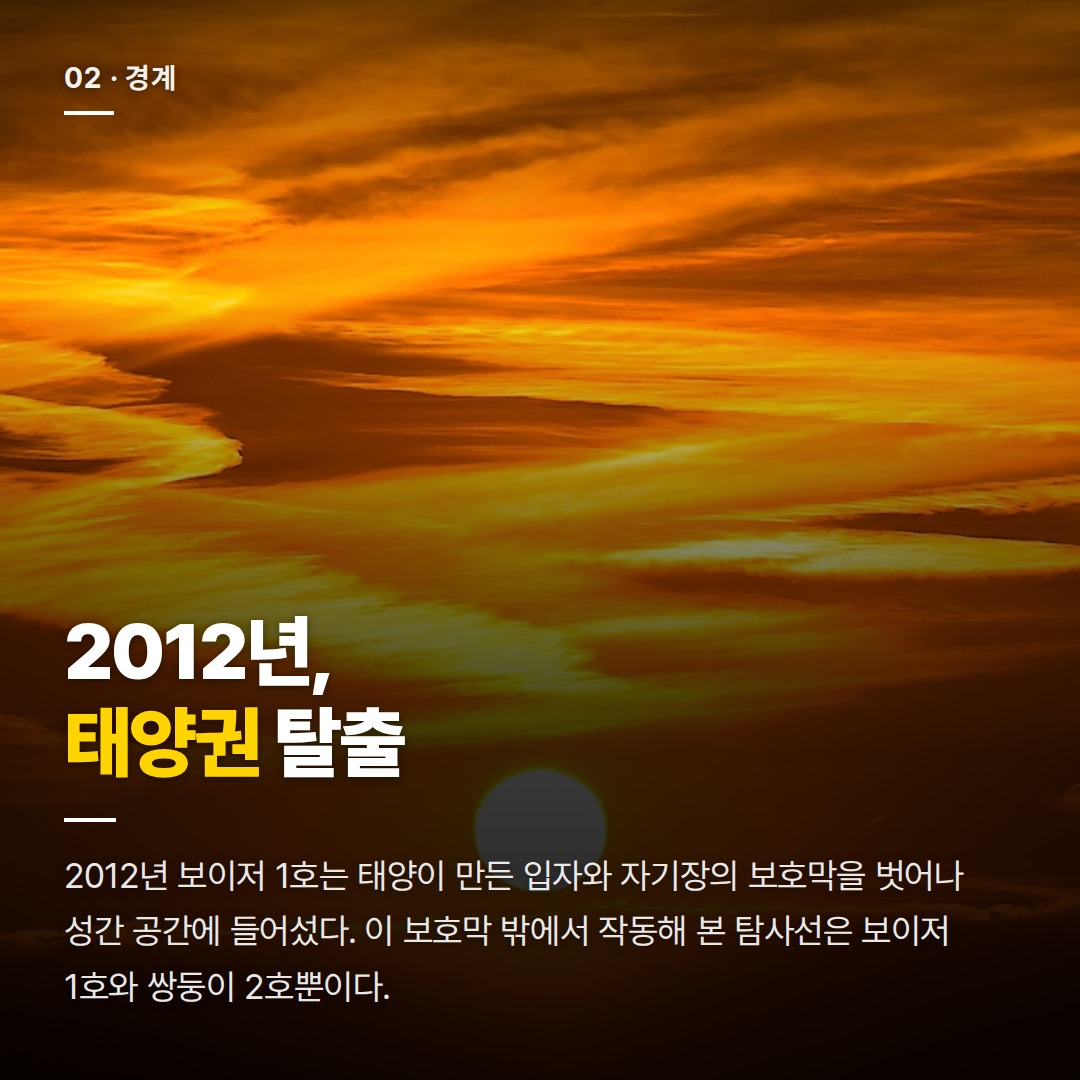 02 · 경계
2012년,
태양권 탈출
2012년 보이저 1호는 태양이 만든 입자와 자기장의 보호막을 벗어나
성간 공간에 들어섰다. 이 보호막 밖에서 작동해 본 탐사선은 보이저
1호와 쌍둥이 2호뿐이다.